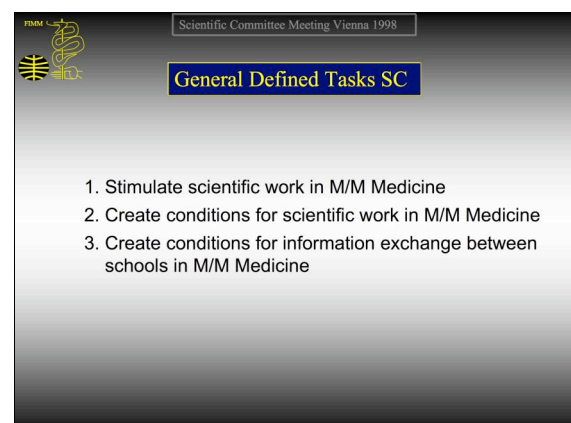 FIMM
Scientific Committee Meeting Vienna 1998
General Defined Tasks SC
1. Stimulate scientific work in M/M Medicine
2. Create conditions for scientific work in M/M Medicine
3. Create conditions for information exchange between
schools in M/M Medicine